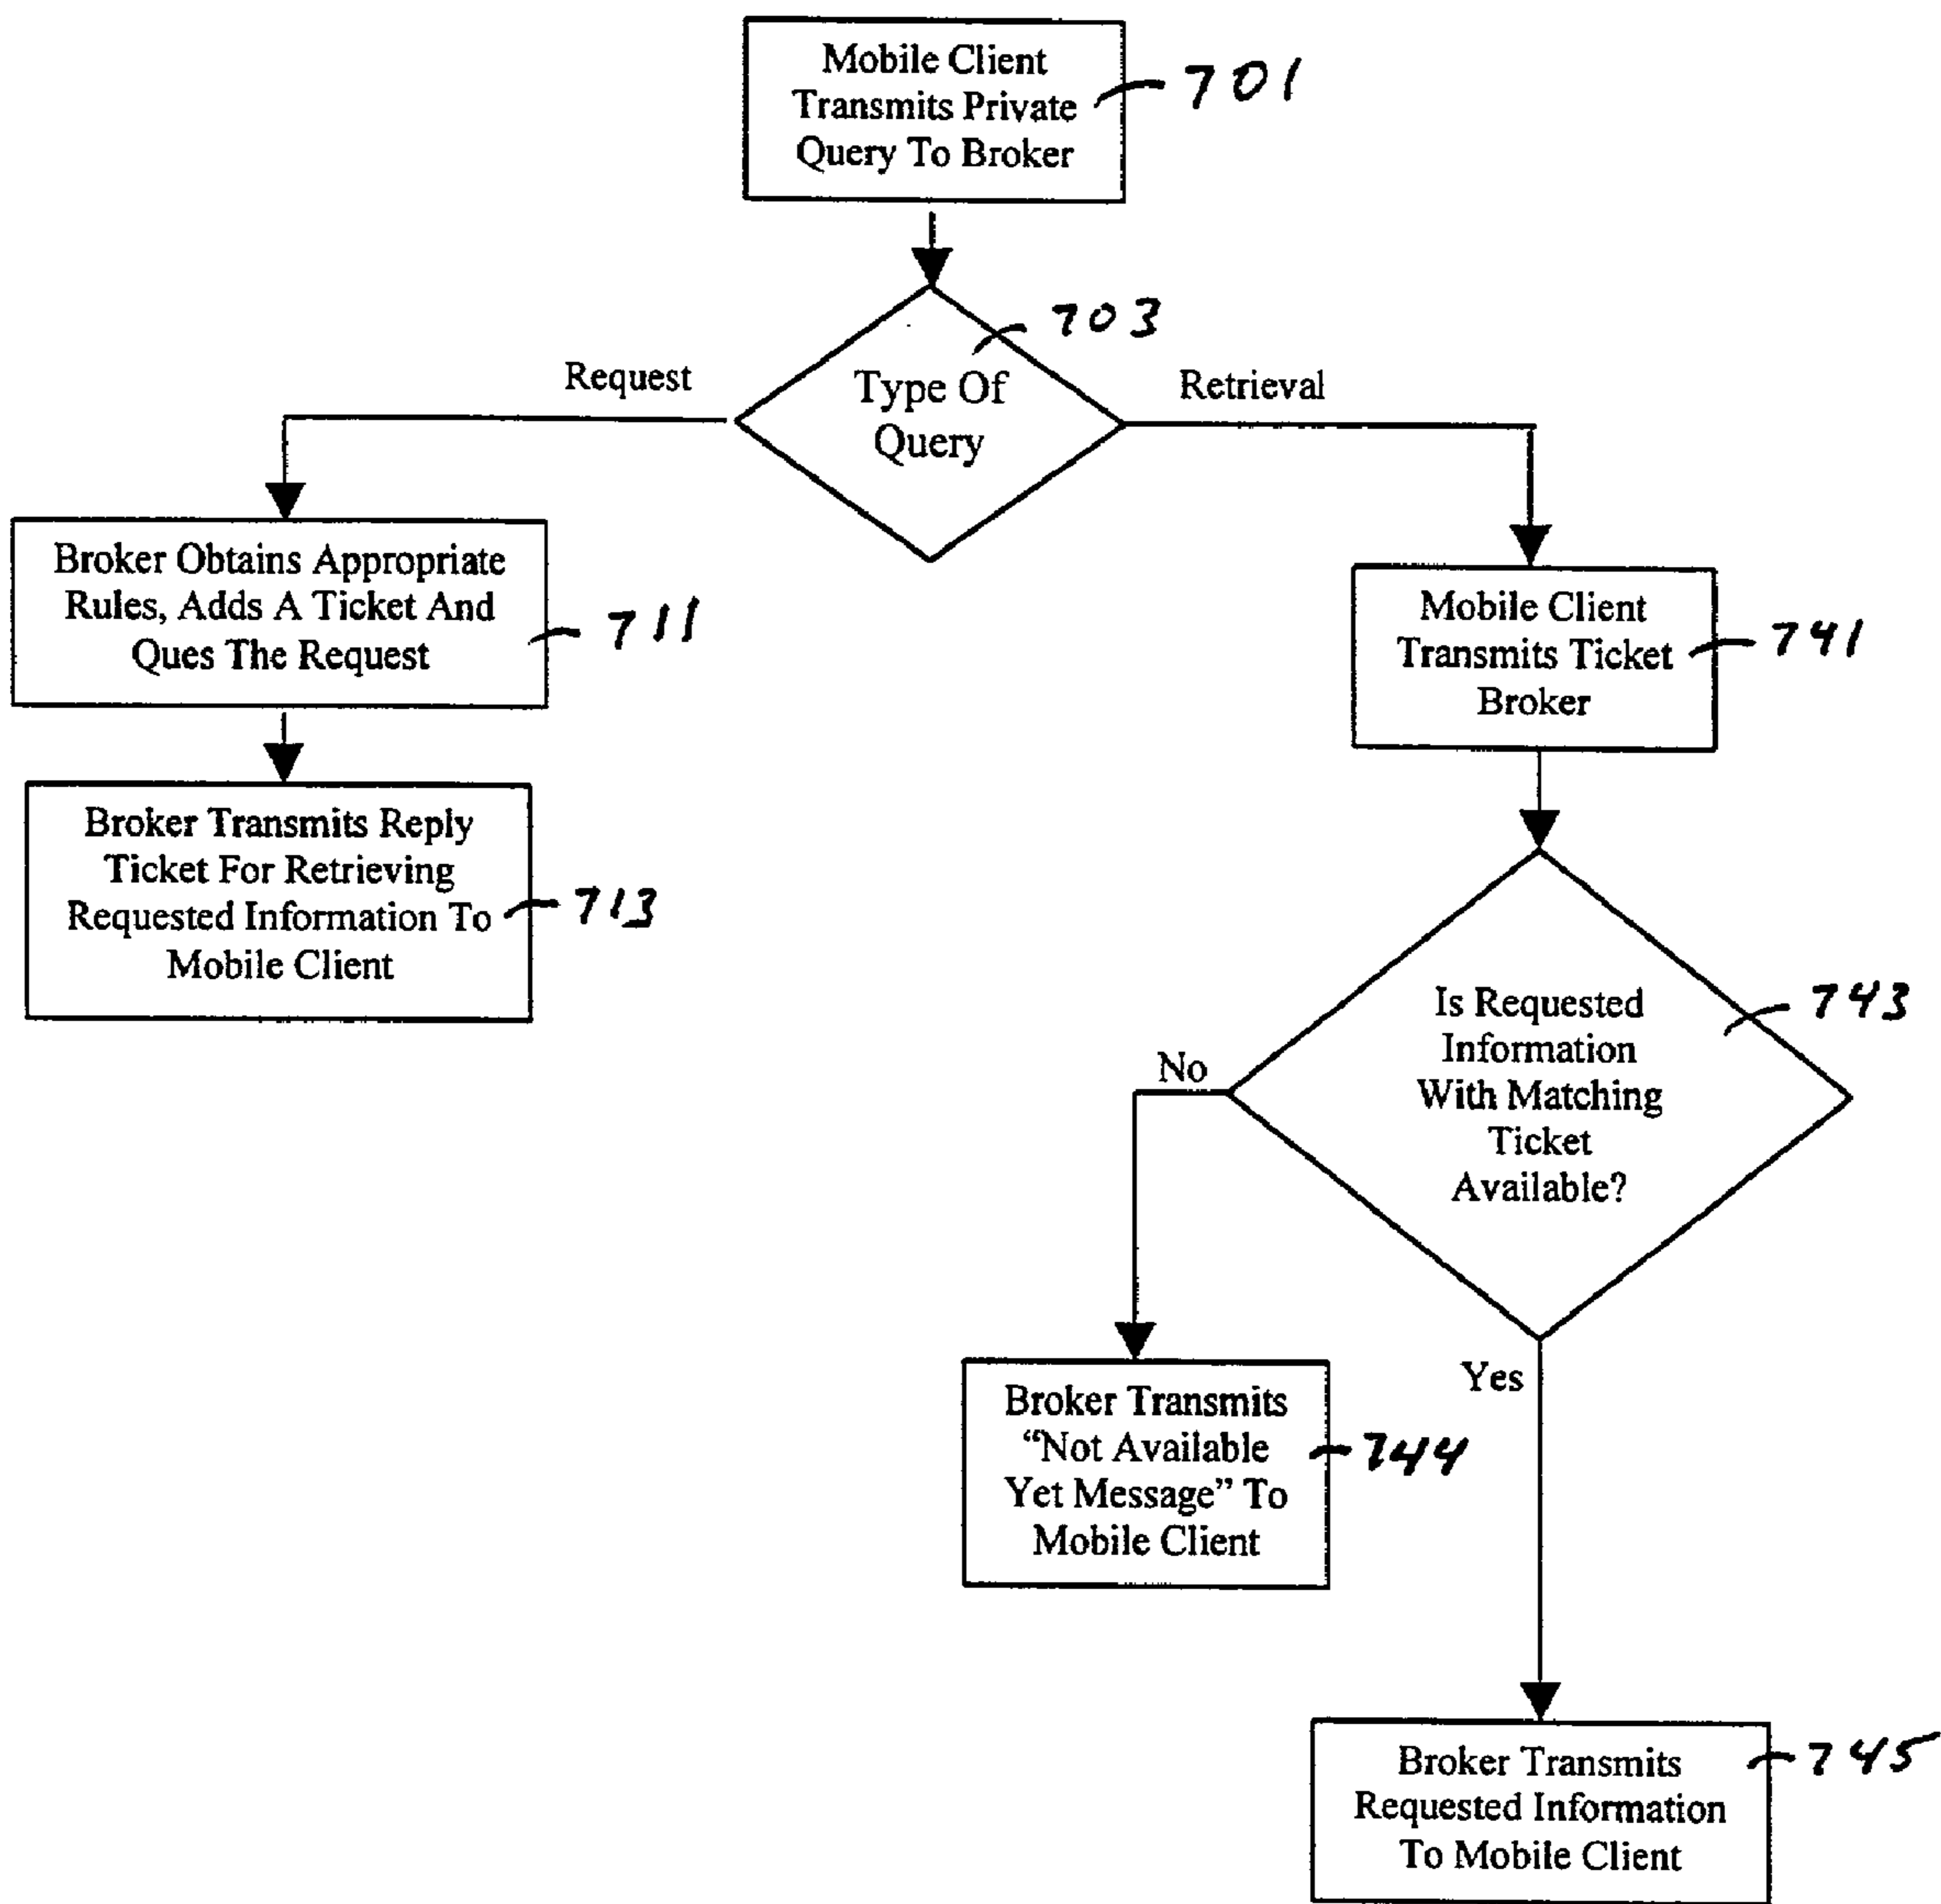 Mobile Client
Transmits Private
Query To Broker
701
703
Type Of
Query
Request
Retrieval
Broker Obtains Appropriate
Rules, Adds A Ticket And
Ques The Request
711
Broker Transmits Reply
Ticket For Retrieving
Requested Information To
Mobile Client
713
Mobile Client
Transmits Ticket
Broker
741
Is Requested
Information
With Matching
Ticket
Available?
743
No
Yes
Broker Transmits
“Not Available
Yet Message” To
Mobile Client
744
Broker Transmits
Requested Information
To Mobile Client
745